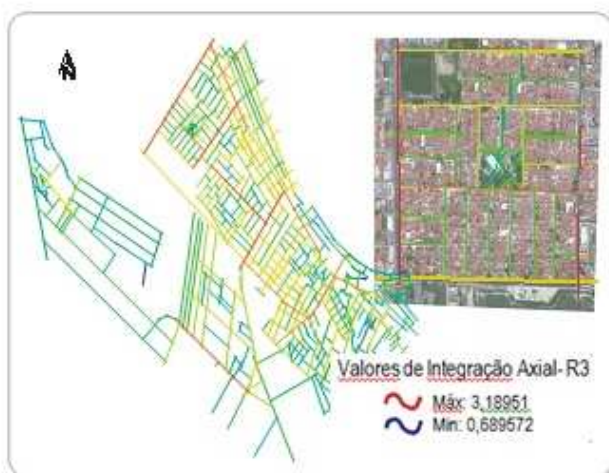 N
Valores de Integração Axial- R3
Máx: 3,18951
Min: 0,689572